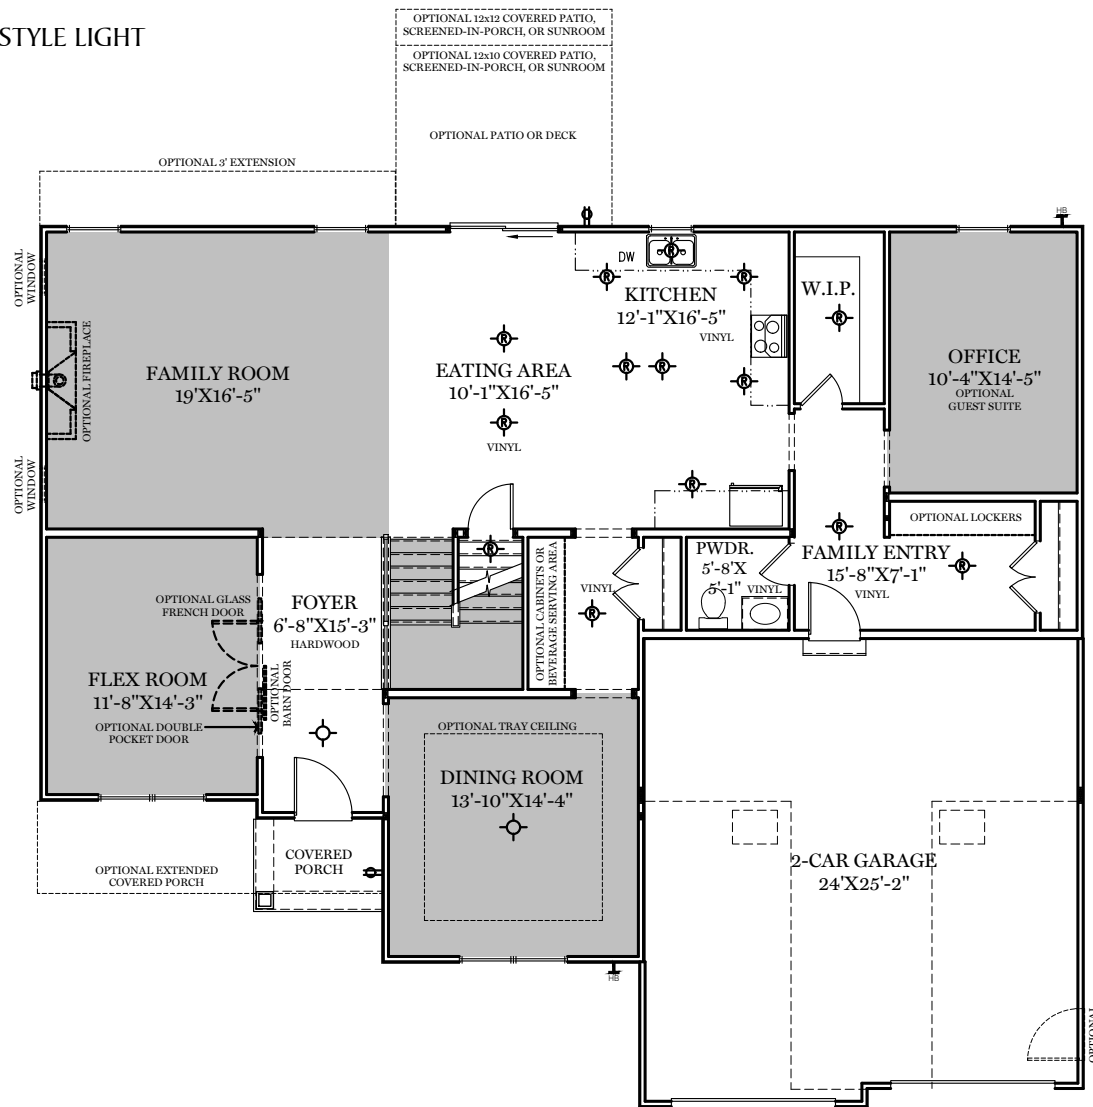 STYLE LIGHT
OPTIONAL 12x12 COVERED PATIO,
SCREENED-IN-PORCH, OR SUNROOM
OPTIONAL 12x10 COVERED PATIO,
SCREENED-IN-PORCH, OR SUNROOM
OPTIONAL PATIO OR DECK
OPTIONAL 3' EXTENSION
HB
OPTIONAL
WINDOW
DW
KITCHEN
12'-1"X16'-5"
VINYL
R
R
R
R
R
R
R
R
R
R
R
R
R
R
W.I.P.
OPTIONAL FIREPLACE
FAMILY ROOM
19'X16'-5"
EATING AREA
10'-1"X16'-5"
VINYL
OFFICE
10'-4"X14'-5"
OPTIONAL
GUEST SUITE
OPTIONAL
WINDOW
OPTIONAL LOCKERS
PWDR.
5'-8"X
5'-1"
VINYL
FAMILY ENTRY
15'-8"X7'-1"
VINYL
OPTIONAL CABINETS OR
BEVERAGE SERVING AREA
VINYL
OPTIONAL GLASS
FRENCH DOOR
FOYER
6'-8"X15'-3"
HARDWOOD
FLEX ROOM
11'-8"X14'-3"
OPTIONAL
BARN DOOR
OPTIONAL DOUBLE
POCKET DOOR
OPTIONAL TRAY CEILING
DINING ROOM
13'-10"X14'-4"
COVERED
PORCH
OPTIONAL EXTENDED
COVERED PORCH
2-CAR GARAGE
24'X25'-2"
HB
OPTIONAL